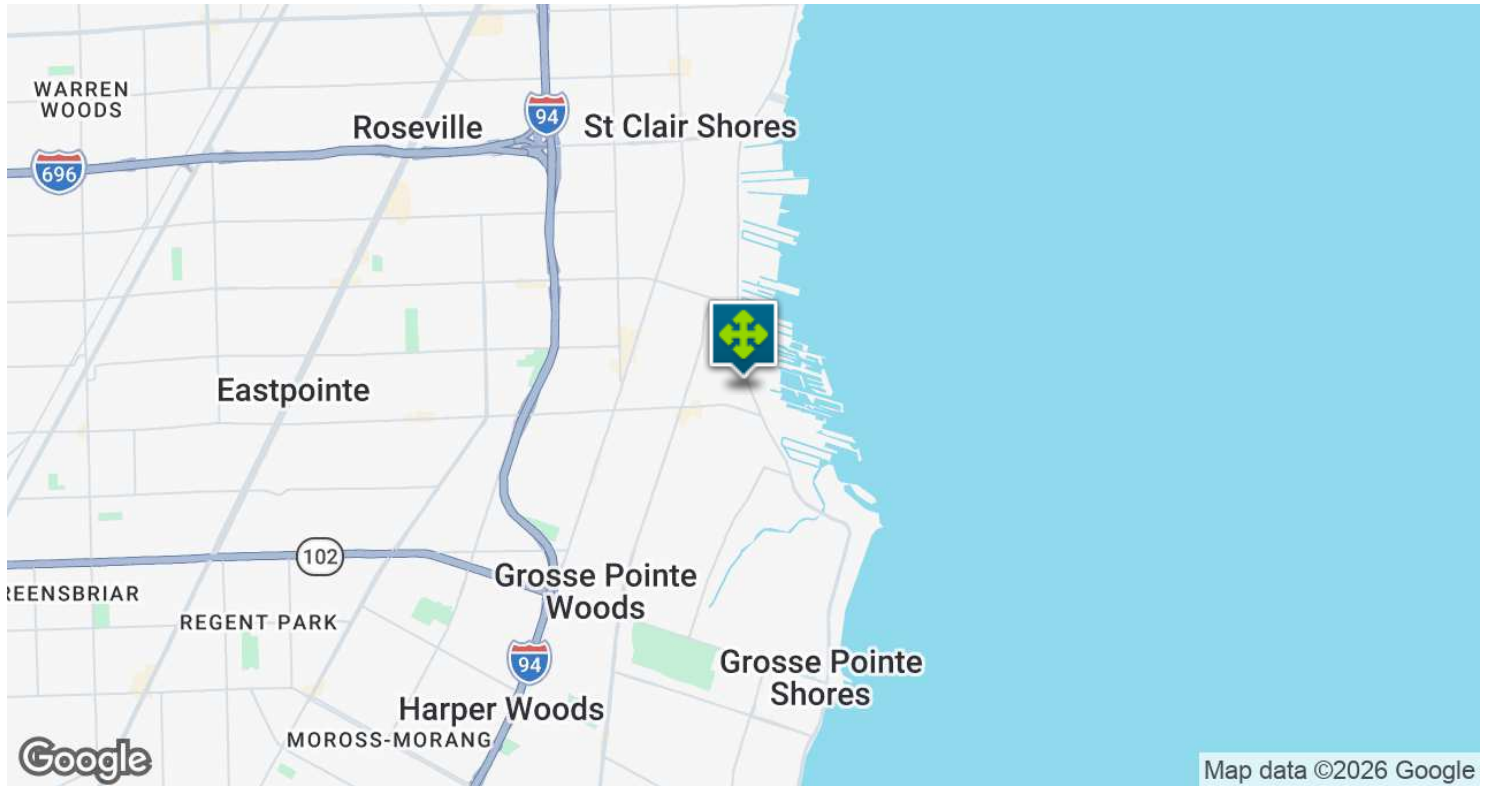 WARREN
WOODS
Roseville
94
St Clair Shores
696
Eastpointe
102
Grosse Pointe
Woods
REENSBRIAR
REGENT PARK
94
Grosse Pointe
Shores
Harper Woods
MOROSS-MORANG
Google
Map data ©2026 Google